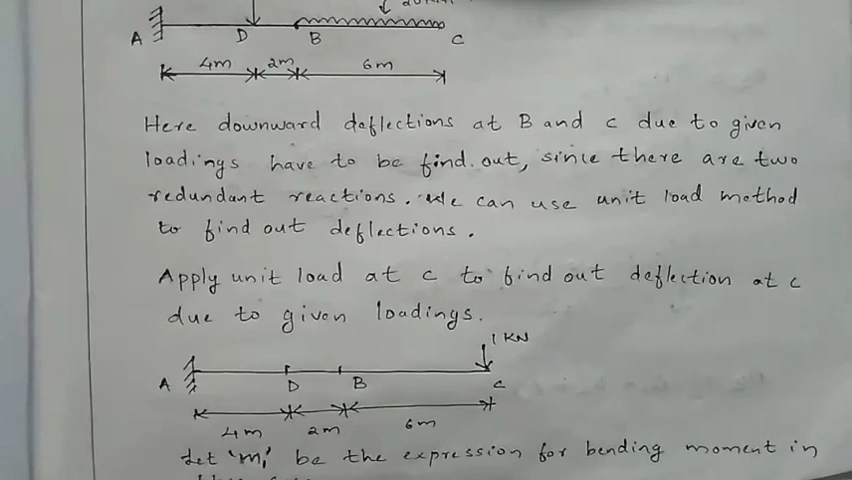 A D B C
4m 2m 6m
Here downward deflections at B and c due to given
loadings have to be find out, since there are two
redundant reactions. We can use unit load method
to find out deflections.
Apply unit load at c to find out deflection at c
due to given loadings.
1 KN
A D B C
4m 2m 6m
Let 'm,' be the expression for bending moment in